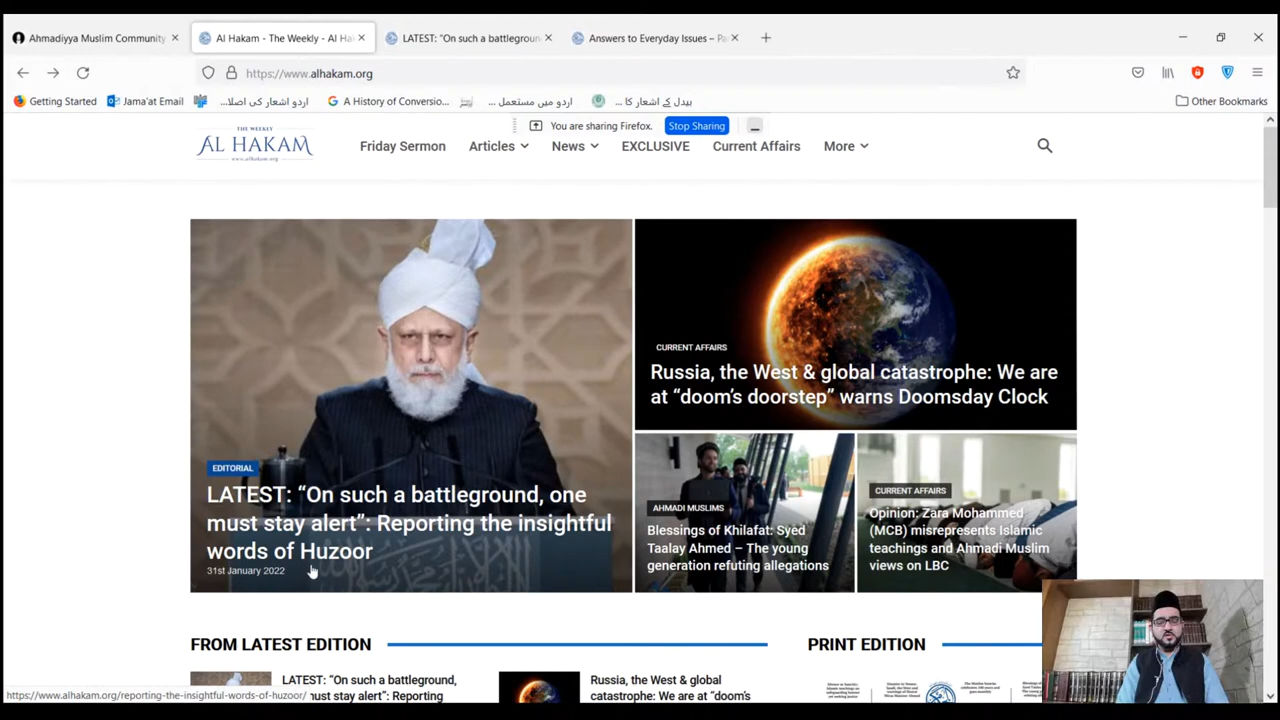 Ahmadiyya Muslim Community
Al Hakam - The Weekly - Al Ha
LATEST: “On such a battlegroun
Answers to Everyday Issues – Pa
https://www.alhakam.org
Getting Started
Jama'at Email
اردو اشعار کی اصلا...
A History of Conversio...
اردو میں مستعمل ...
بیدل کے اشعار کا ...
Other Bookmarks
You are sharing Firefox.
Stop Sharing
THE WEEKLY
AL HAKAM
www.alhakam.org
Friday Sermon
Articles
News
EXCLUSIVE
Current Affairs
More
EDITORIAL
LATEST: “On such a battleground, one
must stay alert”: Reporting the insightful
words of Huzoor
31st January 2022
CURRENT AFFAIRS
Russia, the West & global catastrophe: We are
at “doom's doorstep” warns Doomsday Clock
AHMADI MUSLIMS
Blessings of Khilafat: Syed
Taalay Ahmed – The young
generation refuting allegations
CURRENT AFFAIRS
Opinion: Zara Mohammed
(MCB) misrepresents Islamic
teachings and Ahmadi Muslim
views on LBC
FROM LATEST EDITION
PRINT EDITION
LATEST: “On such a battleground,
must stay alert”: Reporting
Russia, the West & global
catastrophe: We are at “doom's
https://www.alhakam.org/reporting-the-insightful-words-of-huzoor/